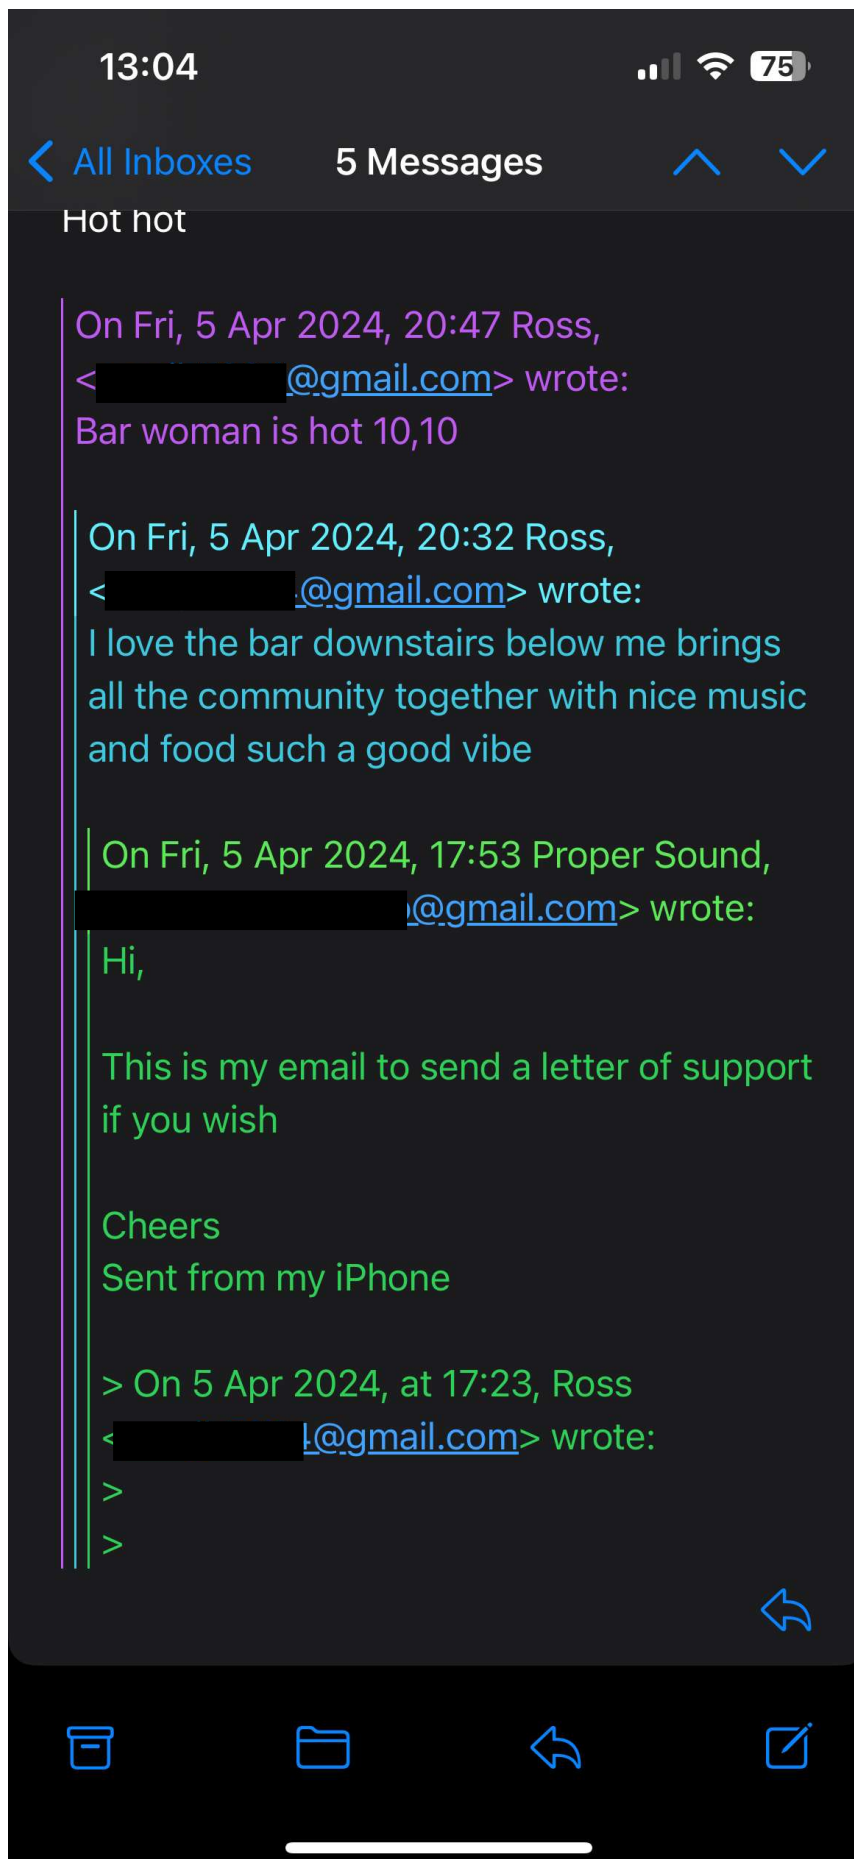 13:04
75
All Inboxes
5 Messages
Hot hot
On Fri, 5 Apr 2024, 20:47 Ross,
<@gmail.com> wrote:
Bar woman is hot 10,10
On Fri, 5 Apr 2024, 20:32 Ross,
<@gmail.com> wrote:
I love the bar downstairs below me brings
all the community together with nice music
and food such a good vibe
On Fri, 5 Apr 2024, 17:53 Proper Sound,
@gmail.com> wrote:
Hi,
This is my email to send a letter of support
if you wish
Cheers
Sent from my iPhone
> On 5 Apr 2024, at 17:23, Ross
<@gmail.com> wrote:
>
>